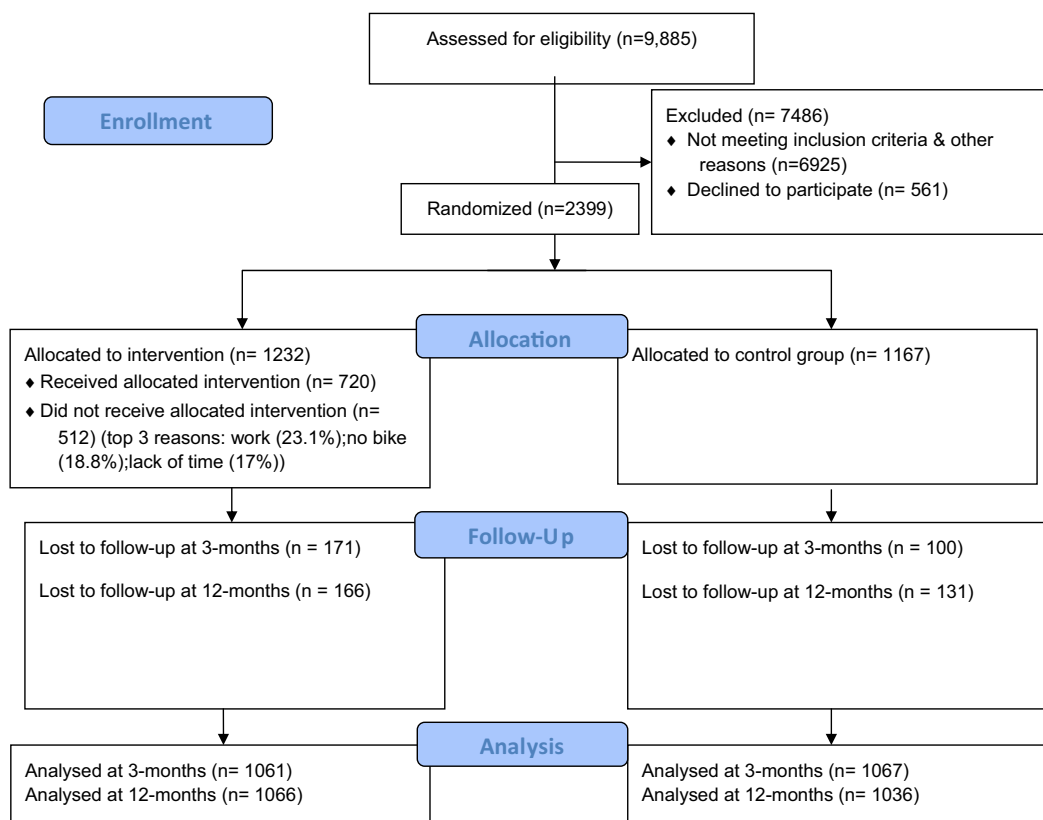 Assessed for eligibility (n=9,885)
Enrollment
Excluded (n= 7486)
♦ Not meeting inclusion criteria & other
reasons (n=6925)
♦ Declined to participate (n= 561)
Randomized (n=2399)
Allocation
Allocated to intervention (n= 1232)
♦ Received allocated intervention (n= 720)
♦ Did not receive allocated intervention (n=
512) (top 3 reasons: work (23.1%);no bike
(18.8%);lack of time (17%))
Allocated to control group (n= 1167)
Follow-Up
Lost to follow-up at 3-months (n = 171)
Lost to follow-up at 12-months (n = 166)
Lost to follow-up at 3-months (n = 100)
Lost to follow-up at 12-months (n = 131)
Analysis
Analysed at 3-months (n= 1061)
Analysed at 12-months (n= 1066)
Analysed at 3-months (n= 1067)
Analysed at 12-months (n= 1036)